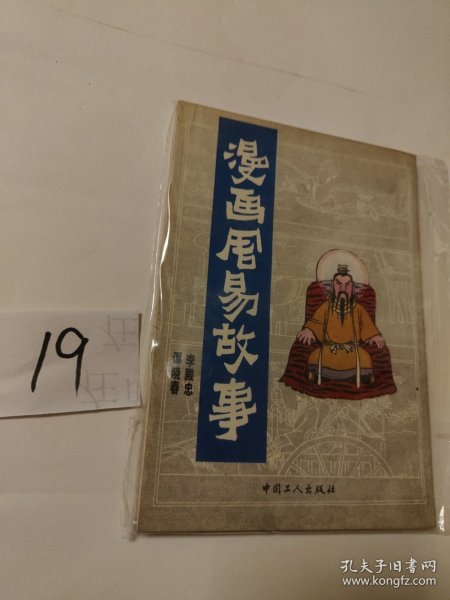 漫画周易故事
李殿忠
谭晓春
中国工人出版社
19
孔夫子旧书网
www.kongfz.com